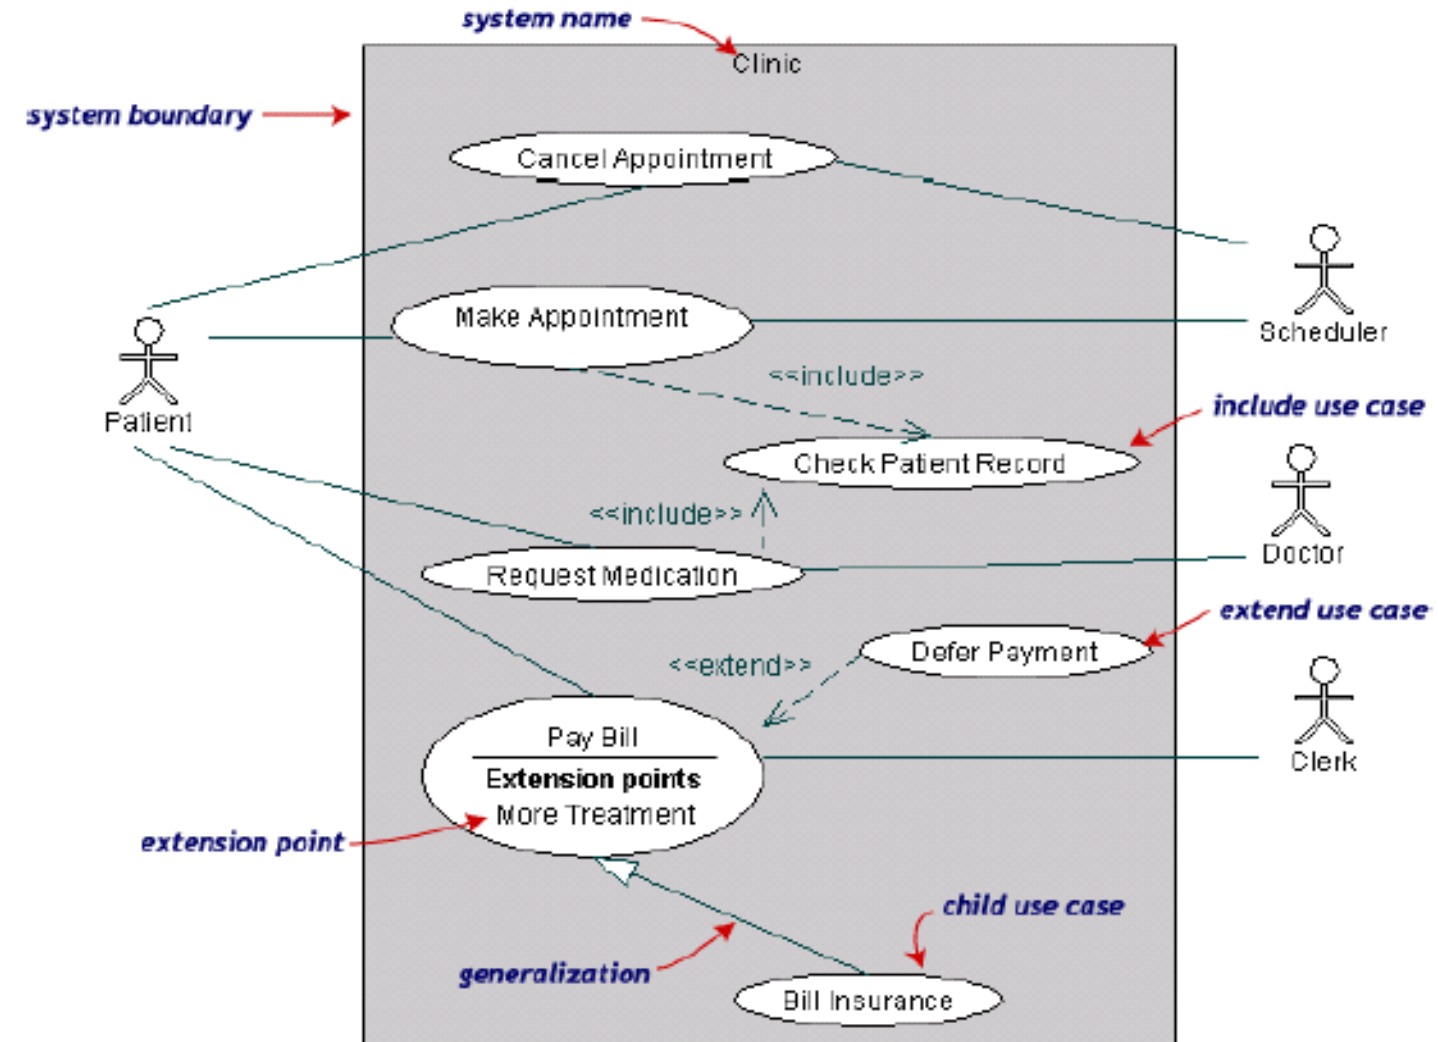 system name
Clinic
system boundary
Cancel Appointment
Make Appointment
Scheduler
<<include>>
include use case
Patient
Check Patient Record
<<include>>
Doctor
Request Medication
extend use case
Defer Payment
<<extend>>
Pay Bill
Clerk
Extension points
More Treatment
extension point
child use case
generalization
Bill Insurance